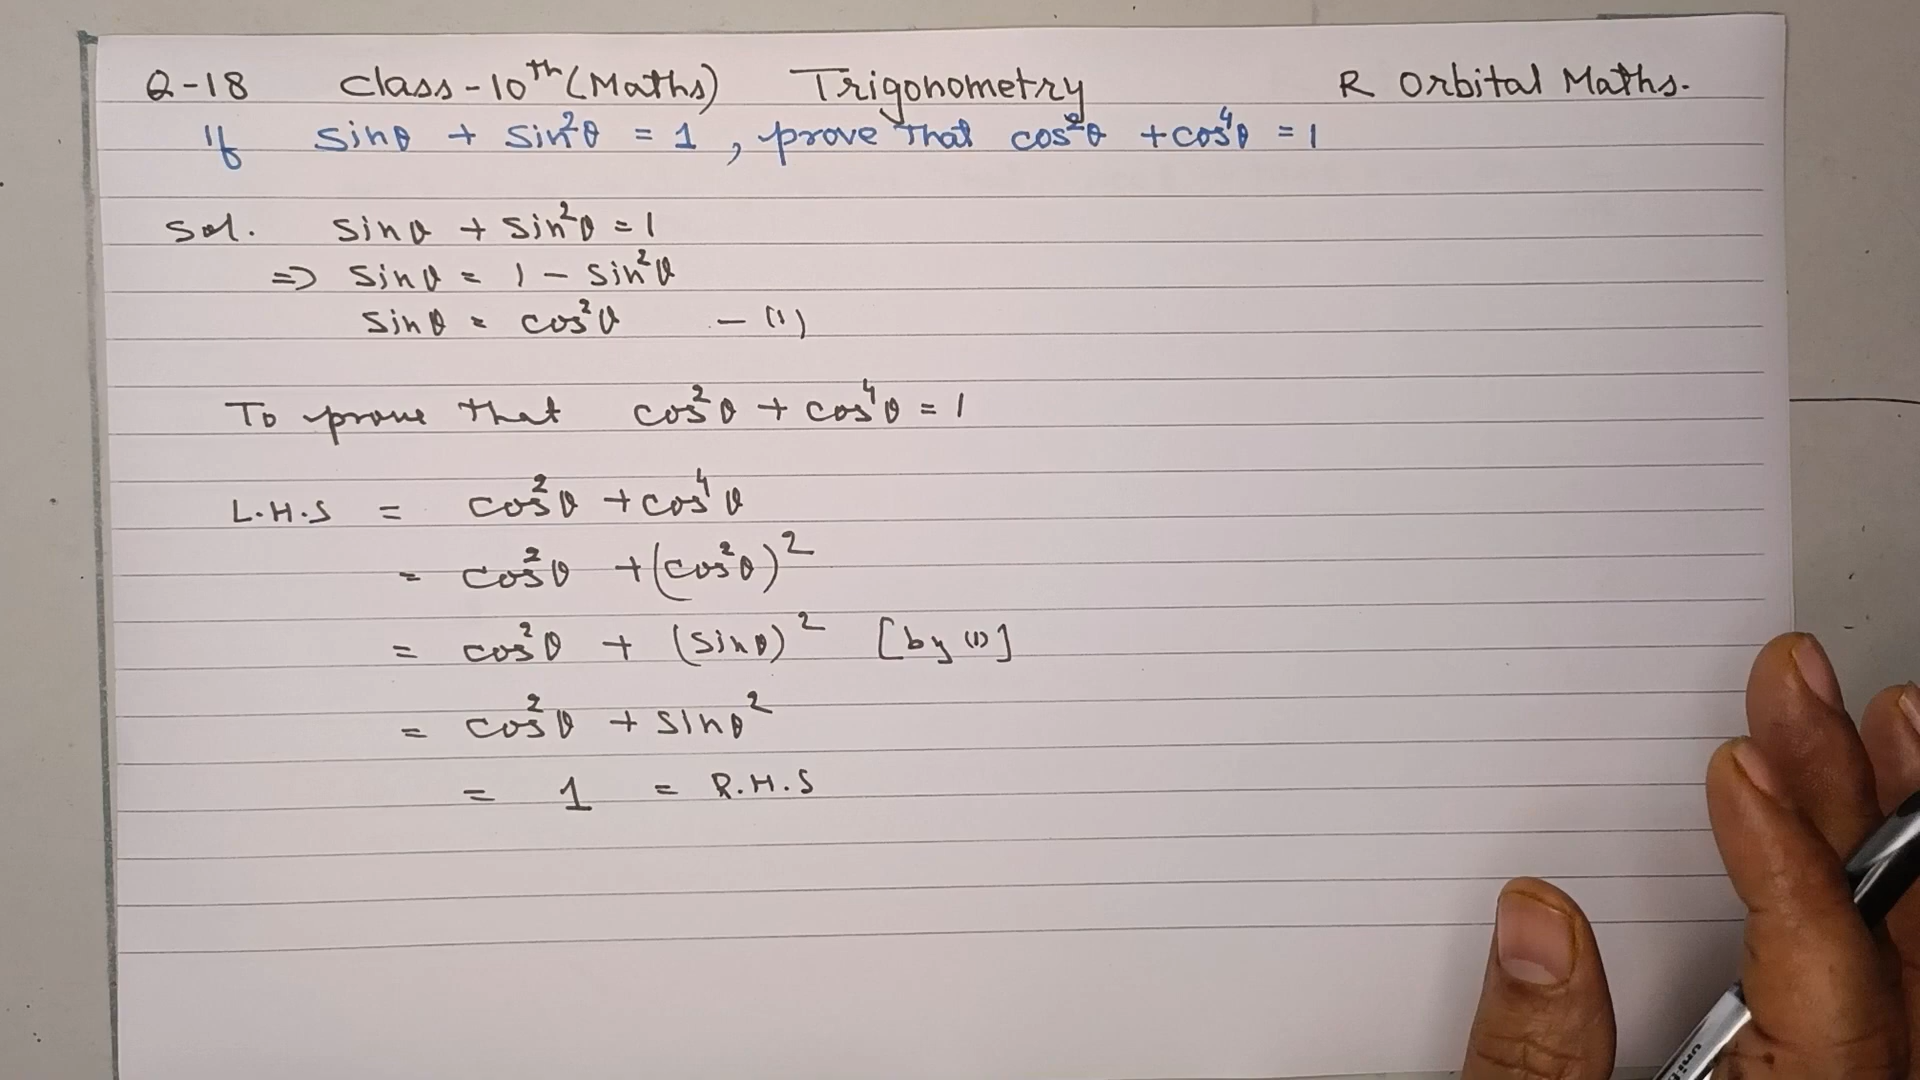 Q-18 Class-10th (Maths) Trigonometry R Orbital Maths.
If sinθ + sin²θ = 1, prove that cos²θ + cos⁴θ = 1
Sol. sinθ + sin²θ = 1
=> sinθ = 1 - sin²θ
sinθ = cos²θ - (1)
To prove that cos²θ + cos⁴θ = 1
L.H.S = cos²θ + cos⁴θ
= cos²θ + (cos²θ)²
= cos²θ + (sinθ)² [by (1)]
= cos²θ + sinθ²
= 1 = R.H.S